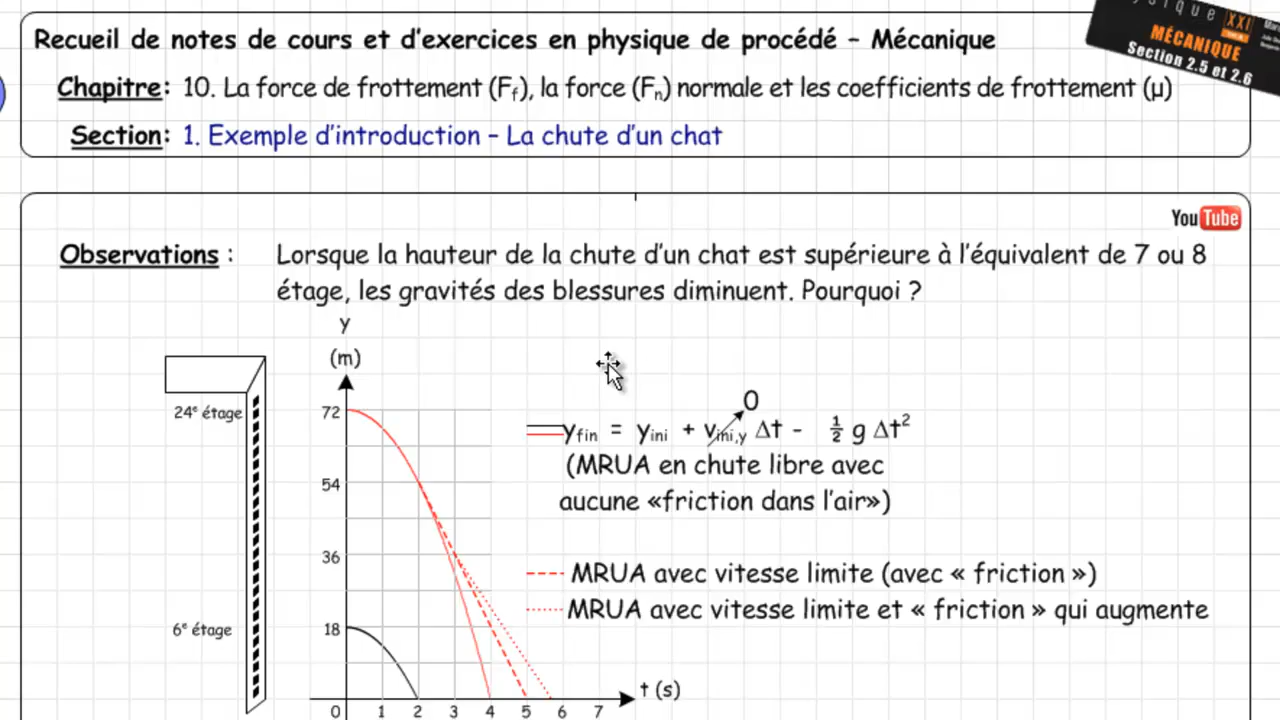 Recueil de notes de cours et d'exercices en physique de procédé – Mécanique
XXI
MÉCANIQUE
Section 2.5 et 2.6
Chapitre: 10. La force de frottement (Ff), la force (Fn) normale et les coefficients de frottement (μ)
Section: 1. Exemple d'introduction – La chute d'un chat
YouTube
Observations : Lorsque la hauteur de la chute d'un chat est supérieure à l'équivalent de 7 ou 8
étage, les gravités des blessures diminuent. Pourquoi ?
y
(m)
24e étage
72
0
yfin = yini + vini,y Δt - ½ g Δt²
(MRUA en chute libre avec
aucune «friction dans l'air»)
54
36
MRUA avec vitesse limite (avec « friction »)
MRUA avec vitesse limite et « friction » qui augmente
6e étage
18
t (s)
0 1 2 3 4 5 6 7